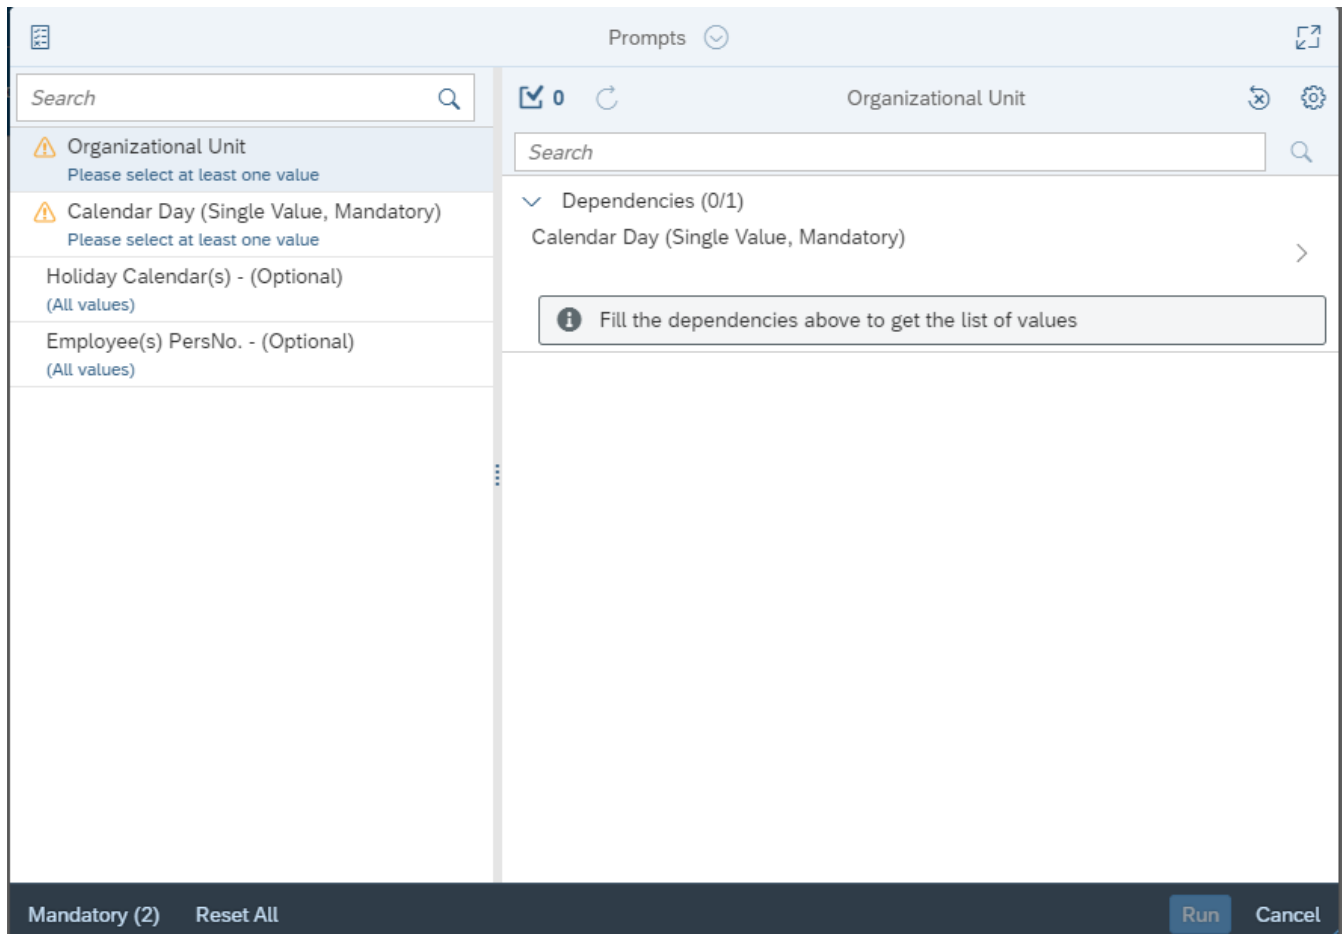 Prompts
Search
Organizational Unit
Please select at least one value
Calendar Day (Single Value, Mandatory)
Please select at least one value
Holiday Calendar(s) - (Optional)
(All values)
Employee(s) PersNo. - (Optional)
(All values)
0
Organizational Unit
Search
Dependencies (0/1)
Calendar Day (Single Value, Mandatory)
Fill the dependencies above to get the list of values
Mandatory (2)
Reset All
Run
Cancel